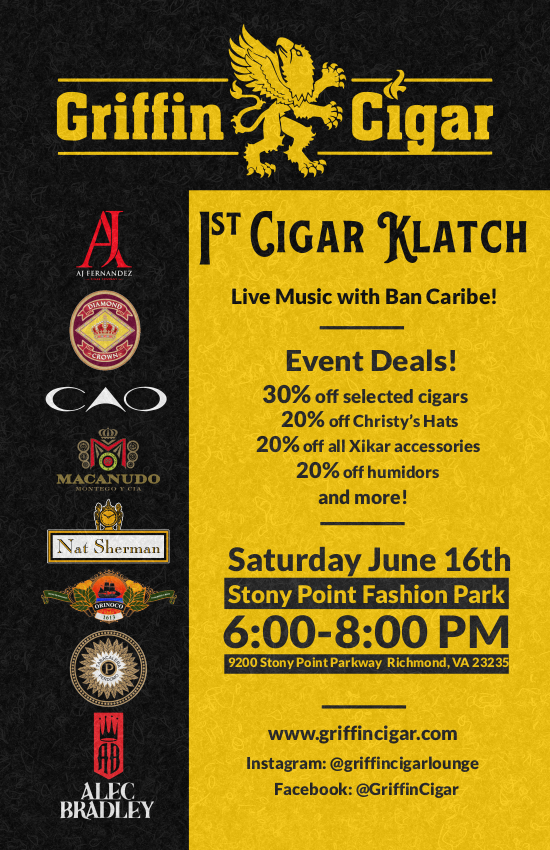 Griffin Cigar
1ST CIGAR KLATCH
Live Music with Ban Caribe!
Event Deals!
30% off selected cigars
20% off Christy's Hats
20% off all Xikar accessories
20% off humidors
and more!
Saturday June 16th
Stony Point Fashion Park
6:00-8:00 PM
9200 Stony Point Parkway Richmond, VA 23235
www.griffincigar.com
Instagram: @griffincigarlounge
Facebook: @GriffinCigar
AJ
AJ FERNANDEZ
DIAMOND
CROWN
CAO
M
MACANUDO
MONTEGO Y CIA
Nat Sherman
ORINOCO
1613
P
AB
ALEC
BRADLEY